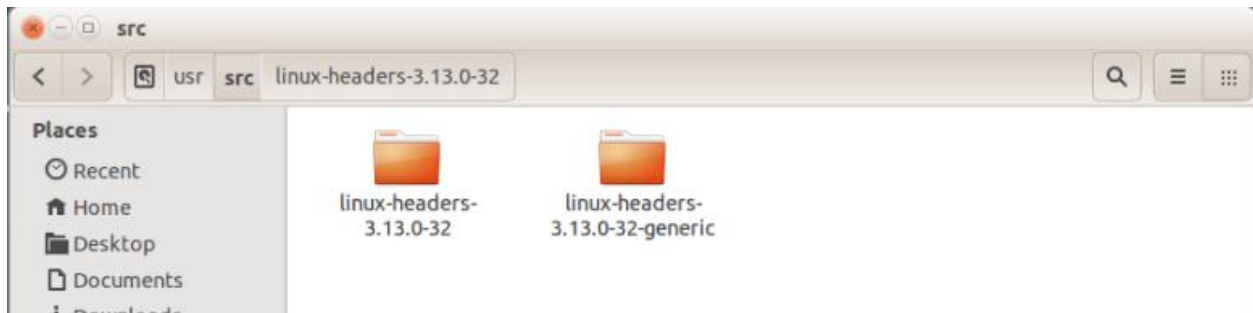 src
usr src linux-headers-3.13.0-32
Places
Recent
Home
Desktop
Documents
linux-headers-
3.13.0-32
linux-headers-
3.13.0-32-generic